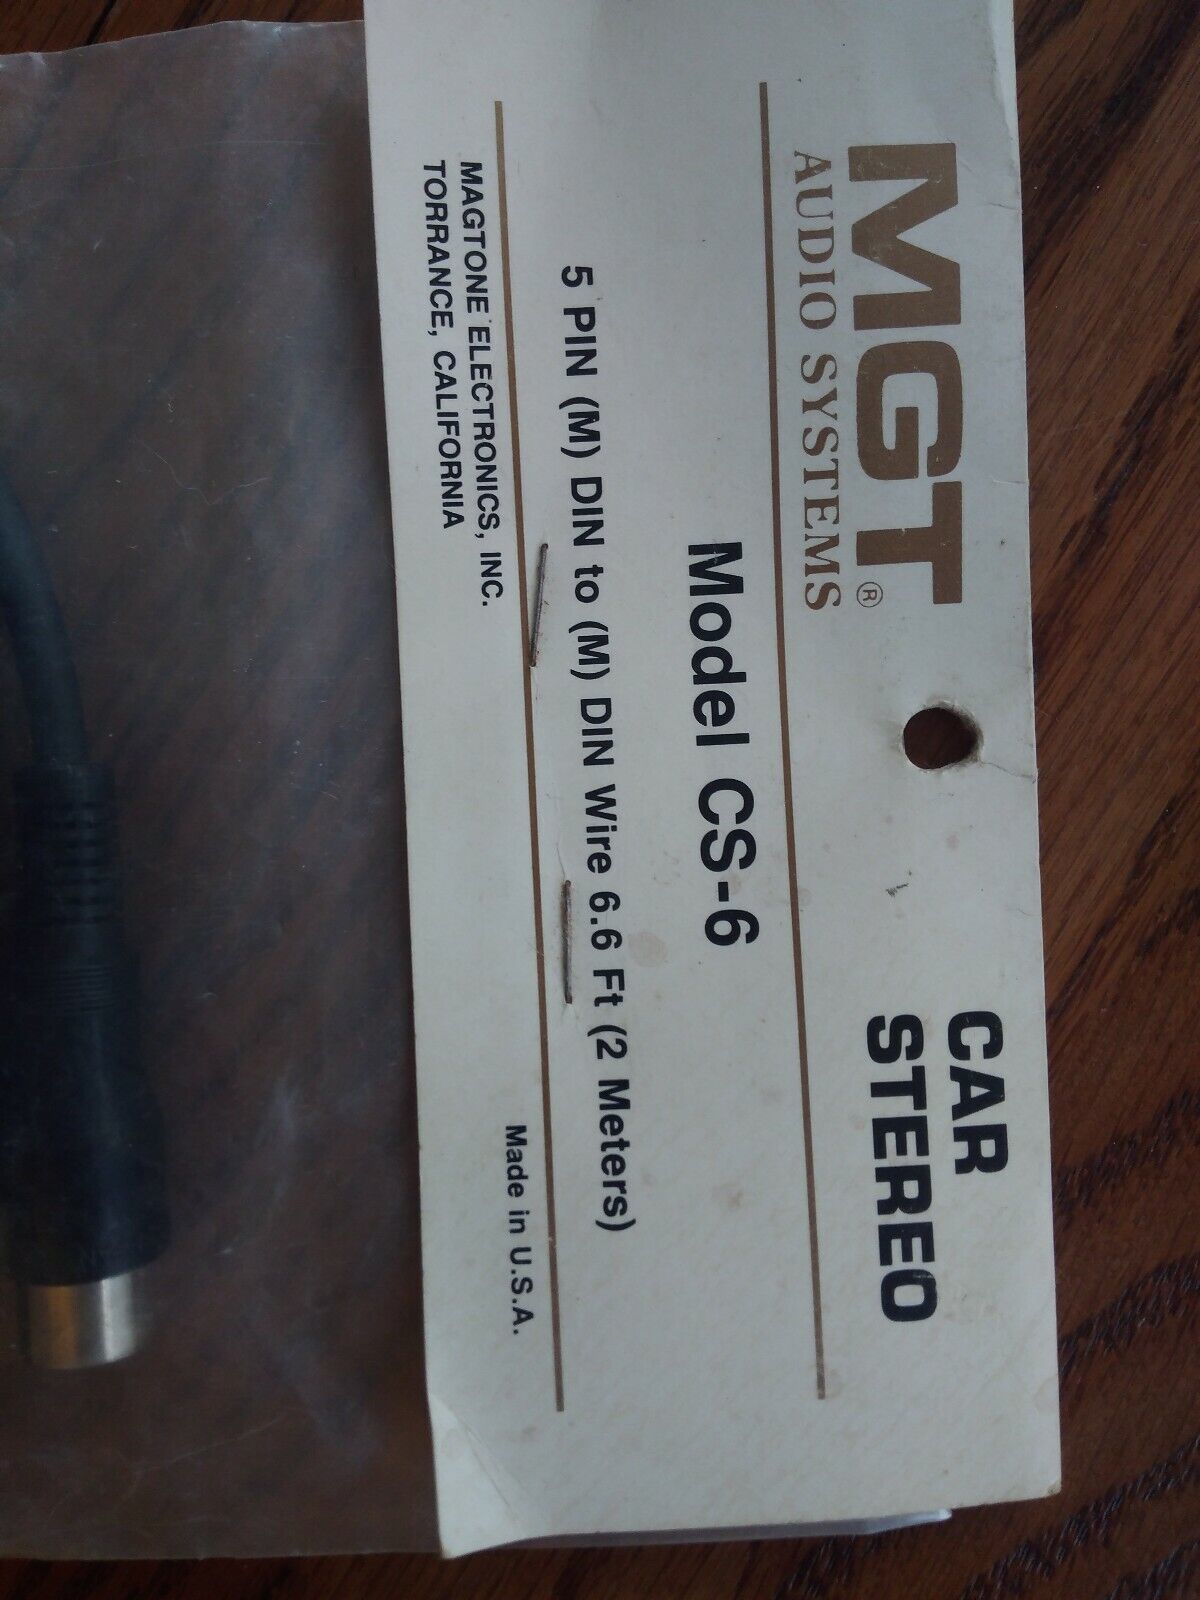 MGT®
AUDIO SYSTEMS
CAR
STEREO
Model CS-6
5 PIN (M) DIN to (M) DIN Wire 6.6 Ft (2 Meters)
MAGTONE ELECTRONICS, INC.
TORRANCE, CALIFORNIA
Made in U.S.A.